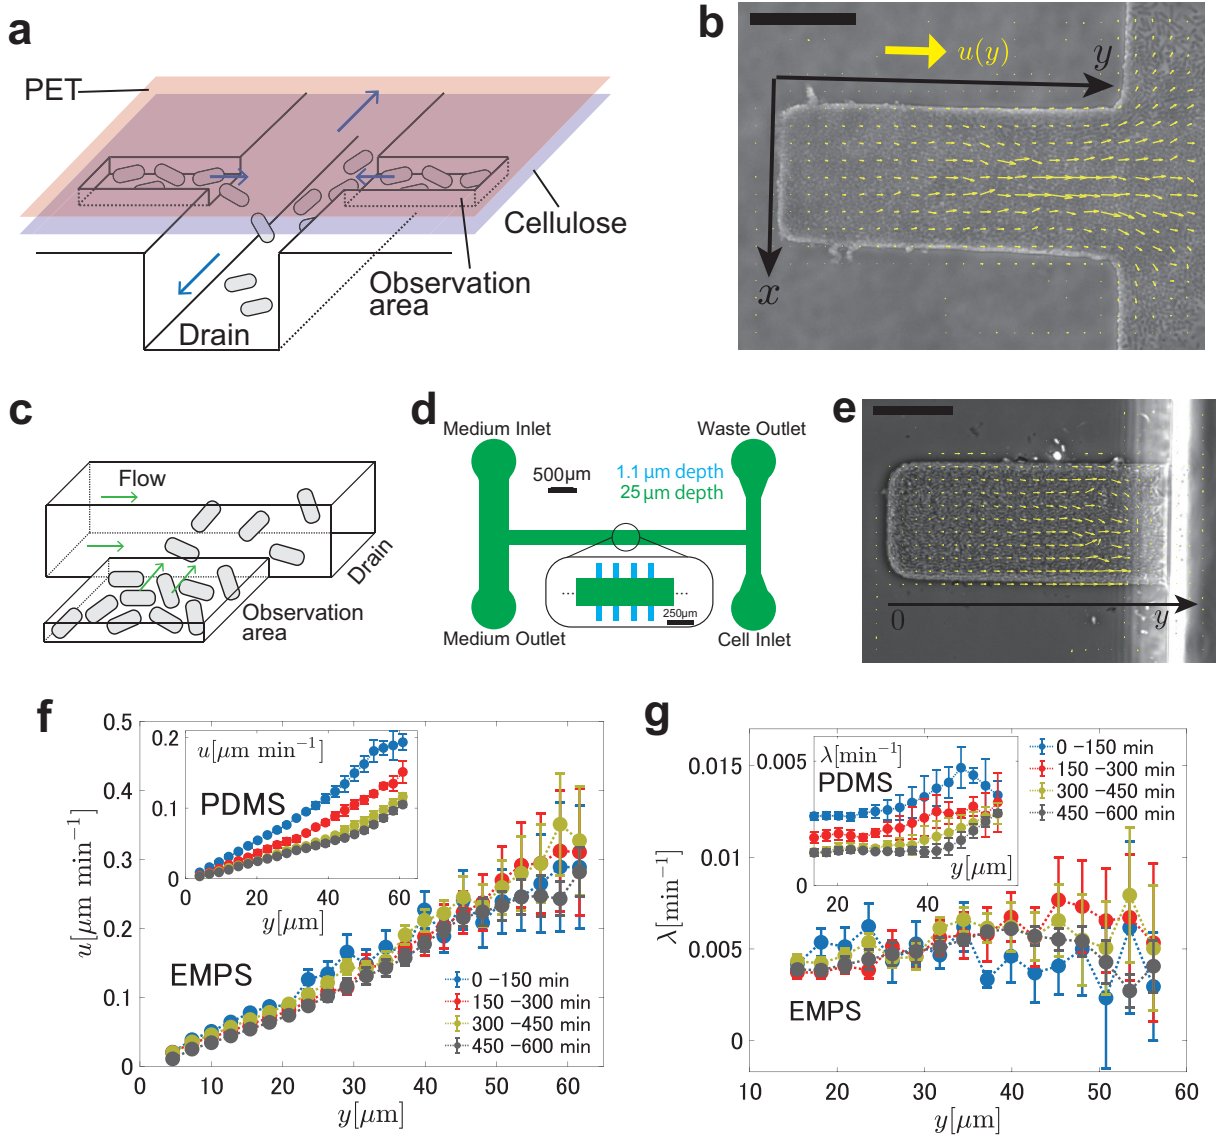 a
PET
Cellulose
Observation
area
Drain
b
u(y)
y
x
c
Flow
Drain
Observation
area
d
Medium Inlet
Waste Outlet
500μm
1.1 μm depth
25 μm depth
250μm
Medium Outlet
Cell Inlet
e
0
y
f
0.5
0.4
0.3
0.2
0.1
0
u[μm min⁻¹]
0.2
0.1
0
u[μm min⁻¹]
PDMS
0
20
40
60
y[μm]
EMPS
0 −150 min
150 −300 min
300 −450 min
450 −600 min
0
10
20
30
40
50
60
y[μm]
g
0.015
0.01
0.005
0
λ[min⁻¹]
0.005
0
λ[min⁻¹]
PDMS
y[μm]
20
40
0 −150 min
150 −300 min
300 −450 min
450 −600 min
EMPS
10
20
30
40
50
60
y[μm]